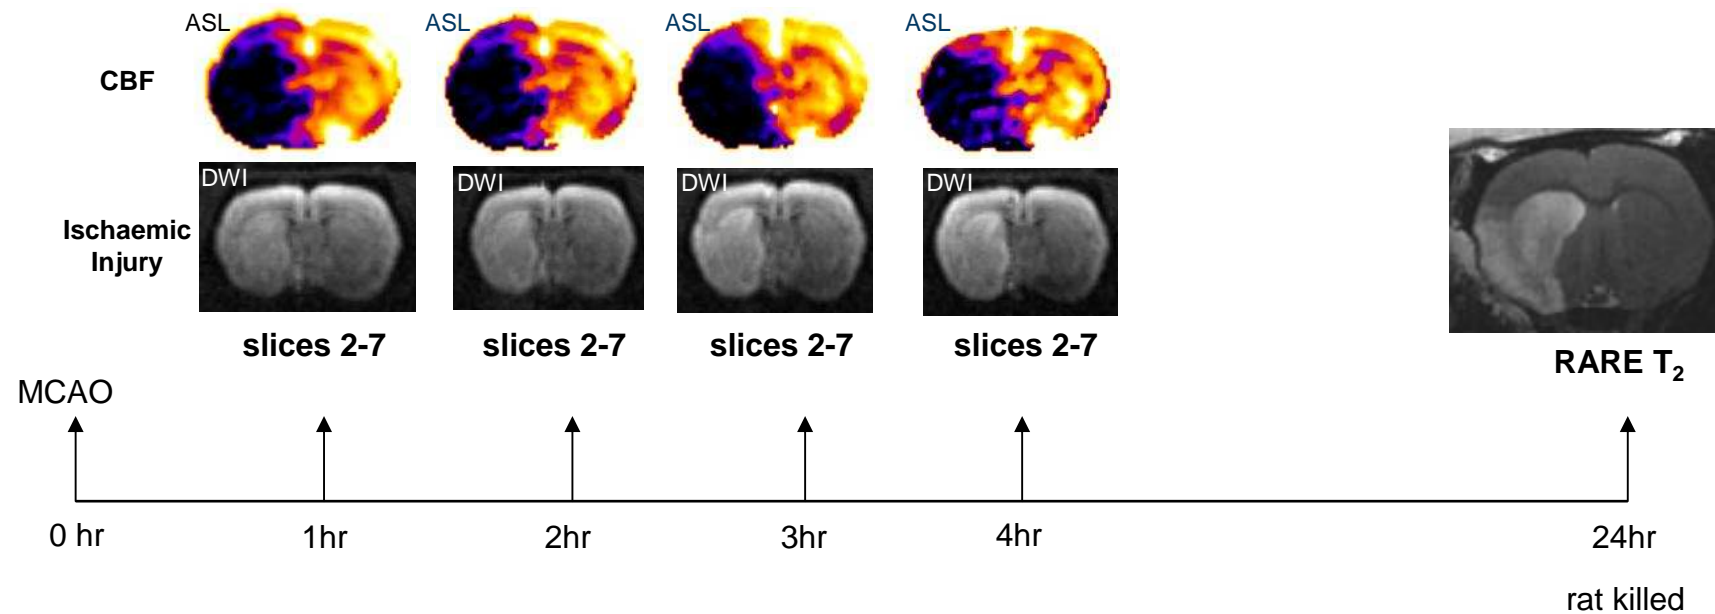 ASL ASL ASL ASL
CBF
DWI DWI DWI DWI
Ischaemic
Injury
slices 2-7 slices 2-7 slices 2-7 slices 2-7
RARE T₂
MCAO
0 hr 1hr 2hr 3hr 4hr 24hr
rat killed